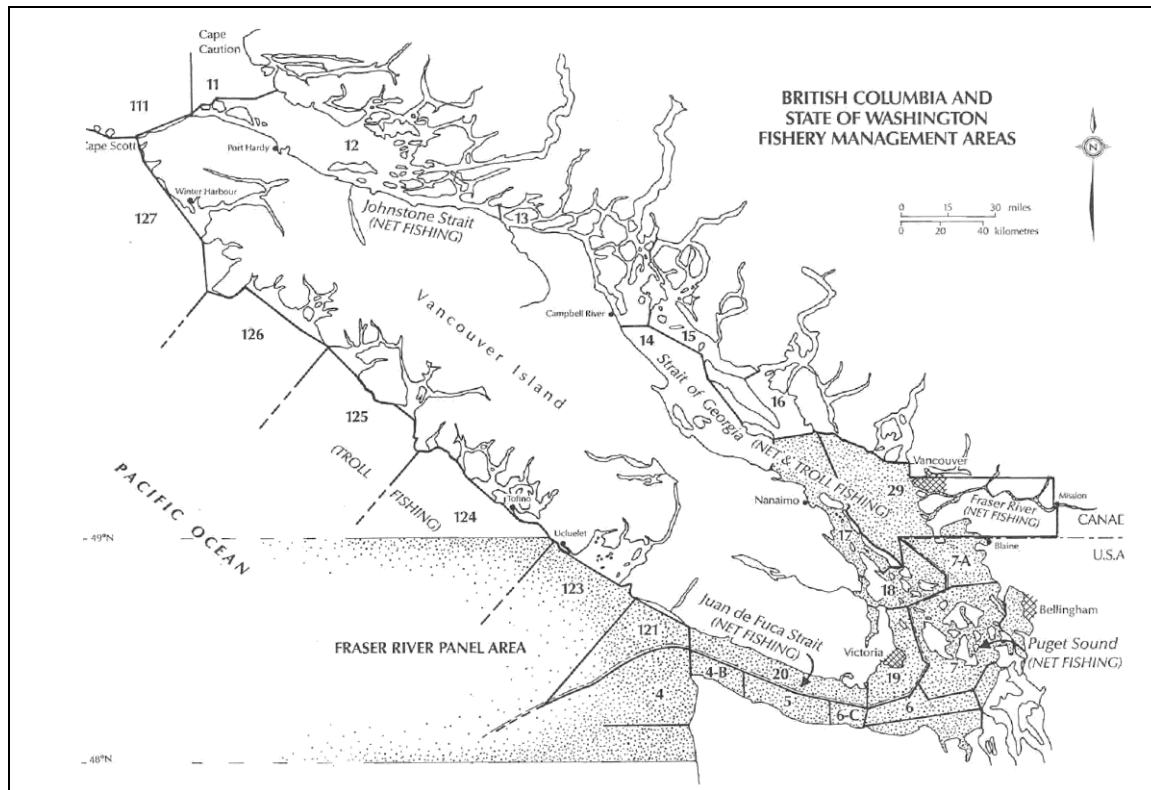 Cape
Caution
11
111
Cape Scott
BRITISH COLUMBIA AND
STATE OF WASHINGTON
FISHERY MANAGEMENT AREAS
N
12
Port Hardy
Winter Harbour
127
13
Johnstone Strait
(NET FISHING)
0 15 30 miles
0 20 40 kilometres
Vancouver Island
Campbell River
126
14
15
Strait of Georgia
(NET & TROLL FISHING)
16
125
(TROLL FISHING)
PACIFIC OCEAN
Vancouver
29
Fraser River
(NET FISHING)
Mission
Nanaimo
124
Tofino
Ucluelet
17
CANAD
49°N
Blaine
U.S.A
7-A
123
18
Bellingham
Juan de Fuca Strait
(NET FISHING)
121
FRASER RIVER PANEL AREA
Victoria
Puget Sound
(NET FISHING)
7
19
20
4-B
4
5
6-C
6
48°N